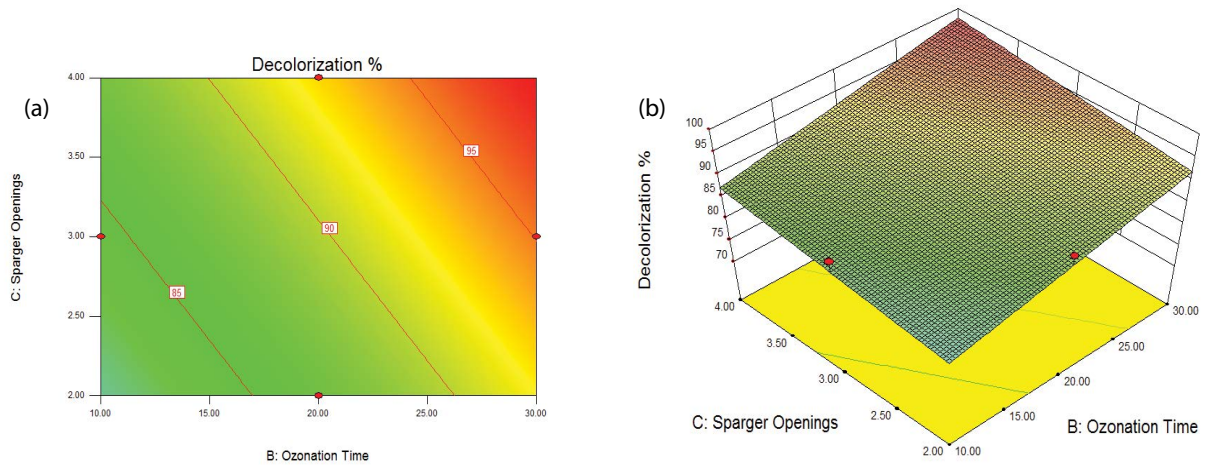 (a)
Decolorization %
4.00
3.50
3.00
2.50
2.00
C: Sparger Openings
95
90
85
10.00 15.00 20.00 25.00 30.00
B: Ozonation Time
(b)
Decolorization %
100
95
90
85
80
75
70
4.00
3.50
3.00
2.50
2.00
10.00
15.00
20.00
25.00
30.00
C: Sparger Openings
B: Ozonation Time